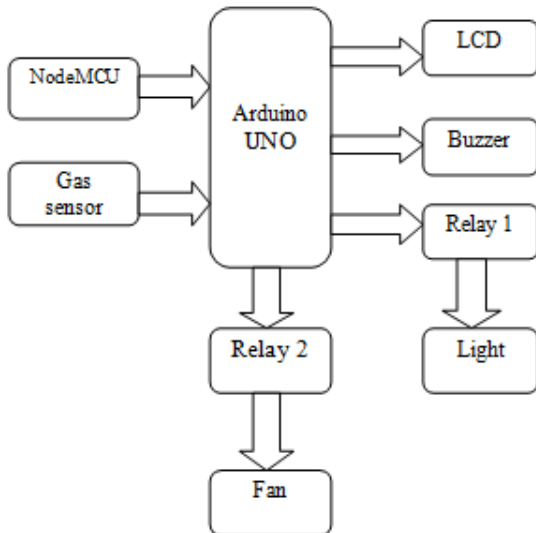 NodeMCU
Gas
sensor
Arduino
UNO
LCD
Buzzer
Relay 1
Relay 2
Light
Fan